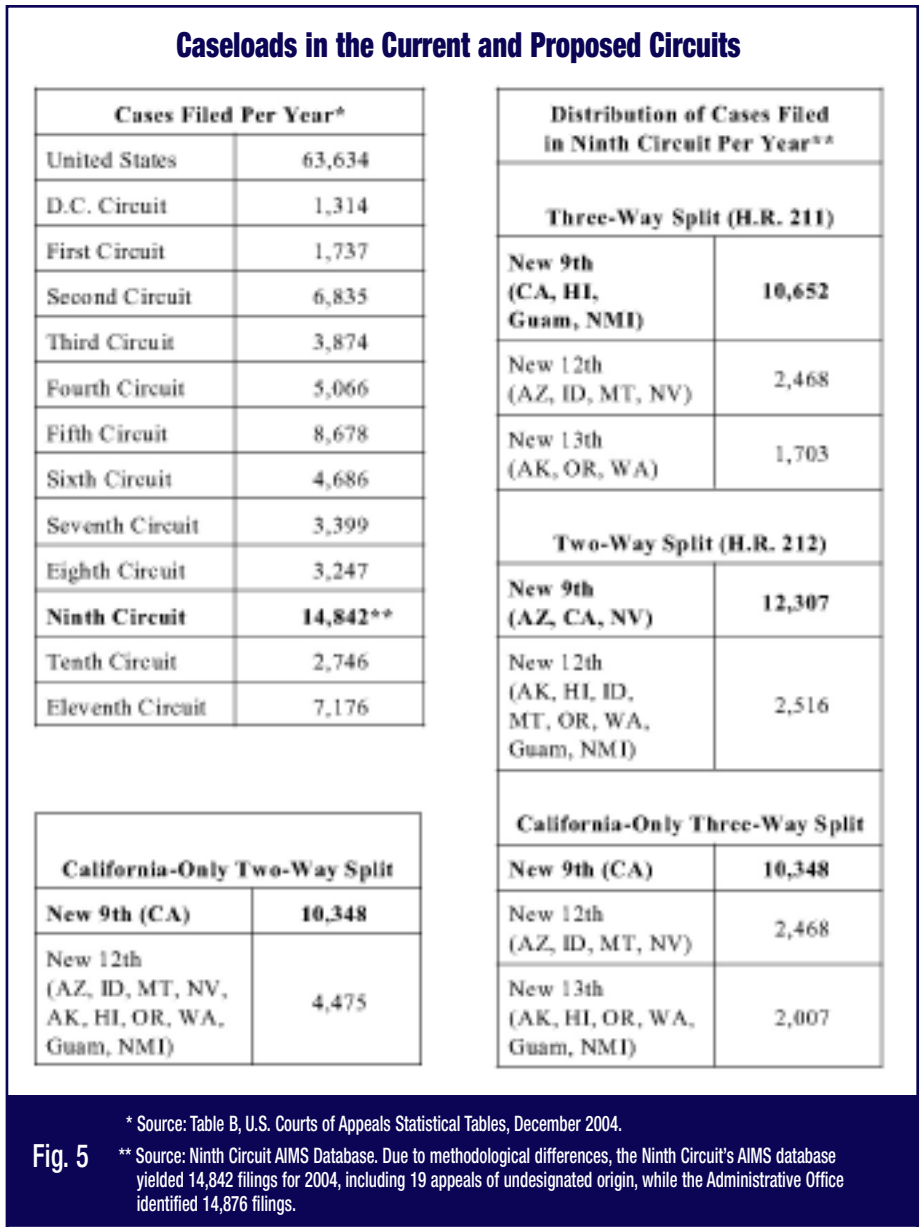 Caseloads in the Current and Proposed Circuits
Cases Filed Per Year*
United States 63,634
D.C. Circuit 1,314
First Circuit 1,737
Second Circuit 6,835
Third Circuit 3,874
Fourth Circuit 5,066
Fifth Circuit 8,678
Sixth Circuit 4,686
Seventh Circuit 3,399
Eighth Circuit 3,247
Ninth Circuit 14,842**
Tenth Circuit 2,746
Eleventh Circuit 7,176
California-Only Two-Way Split
New 9th (CA) 10,348
New 12th
(AZ, ID, MT, NV,
AK, HI, OR, WA,
Guam, NMI)
4,475
Distribution of Cases Filed
in Ninth Circuit Per Year**
Three-Way Split (H.R. 211)
New 9th
(CA, HI,
Guam, NMI)
10,652
New 12th
(AZ, ID, MT, NV)
2,468
New 13th
(AK, OR, WA)
1,703
Two-Way Split (H.R. 212)
New 9th
(AZ, CA, NV)
12,307
New 12th
(AK, HI, ID,
MT, OR, WA,
Guam, NMI)
2,516
California-Only Three-Way Split
New 9th (CA) 10,348
New 12th
(AZ, ID, MT, NV)
2,468
New 13th
(AK, HI, OR, WA,
Guam, NMI)
2,007
Fig. 5
* Source: Table B, U.S. Courts of Appeals Statistical Tables, December 2004.
** Source: Ninth Circuit AIMS Database. Due to methodological differences, the Ninth Circuit's AIMS database
yielded 14,842 filings for 2004, including 19 appeals of undesignated origin, while the Administrative Office
identified 14,876 filings.